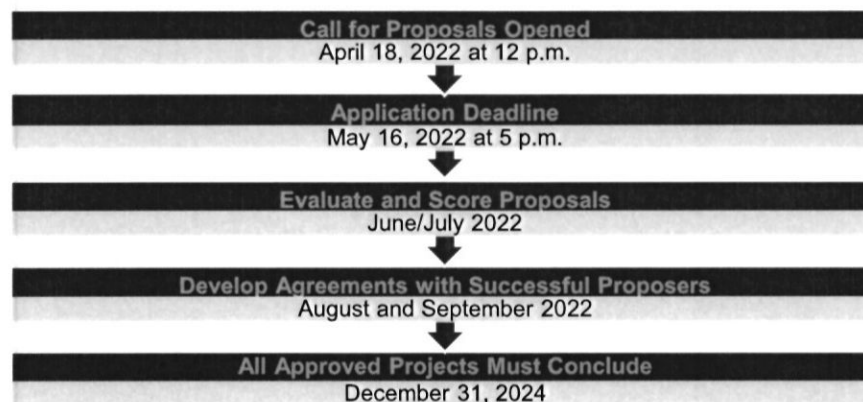 Call for Proposals Opened
April 18, 2022 at 12 p.m.
Application Deadline
May 16, 2022 at 5 p.m.
Evaluate and Score Proposals
June/July 2022
Develop Agreements with Successful Proposers
August and September 2022
All Approved Projects Must Conclude
December 31, 2024